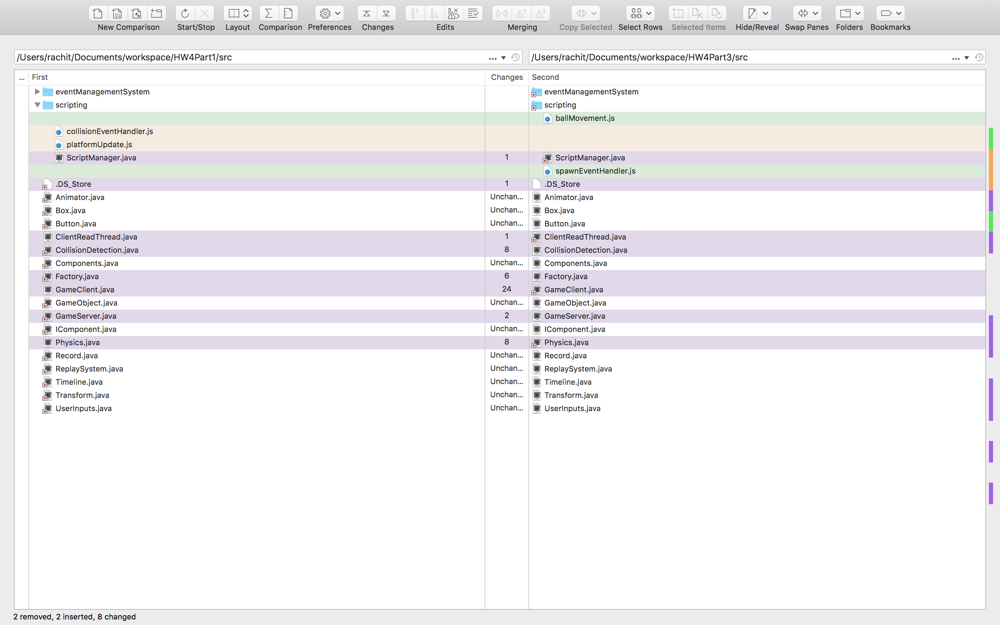 New Comparison Start/Stop Layout Comparison Preferences Changes Edits Merging Copy Selected Select Rows Selected Items Hide/Reveal Swap Panes Folders Bookmarks
/Users/rachit/Documents/workspace/HW4Part1/src ... /Users/rachit/Documents/workspace/HW4Part3/src ...
... First Changes Second
eventManagementSystem eventManagementSystem
scripting scripting
ballMovement.js
collisionEventHandler.js
platformUpdate.js
ScriptManager.java 1 ScriptManager.java
spawnEventHandler.js
.DS_Store 1 .DS_Store
Animator.java Unchan... Animator.java
Box.java Unchan... Box.java
Button.java Unchan... Button.java
ClientReadThread.java 1 ClientReadThread.java
CollisionDetection.java 8 CollisionDetection.java
Components.java Unchan... Components.java
Factory.java 6 Factory.java
GameClient.java 24 GameClient.java
GameObject.java Unchan... GameObject.java
GameServer.java 2 GameServer.java
IComponent.java Unchan... IComponent.java
Physics.java 8 Physics.java
Record.java Unchan... Record.java
ReplaySystem.java Unchan... ReplaySystem.java
Timeline.java Unchan... Timeline.java
Transform.java Unchan... Transform.java
UserInputs.java Unchan... UserInputs.java
2 removed, 2 inserted, 8 changed